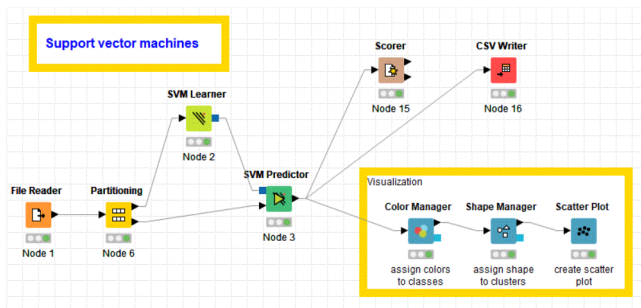 Support vector machines
Scorer
CSV Writer
Node 15
Node 16
SVM Learner
Node 2
SVM Predictor
Node 3
File Reader
Partitioning
Node 1
Node 6
Visualization
Color Manager
Shape Manager
Scatter Plot
assign colors
to classes
assign shape
to clusters
create scatter
plot